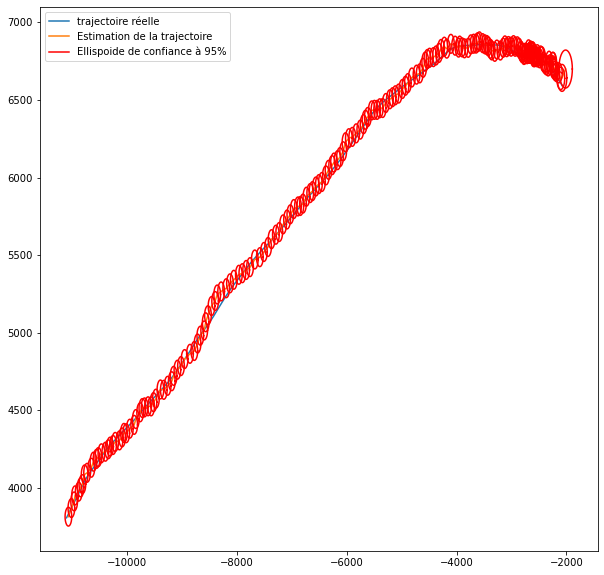 trajectoire réelle
Estimation de la trajectoire
Ellispoide de confiance à 95%
7000
6500
6000
5500
5000
4500
4000
−10000 −8000 −6000 −4000 −2000